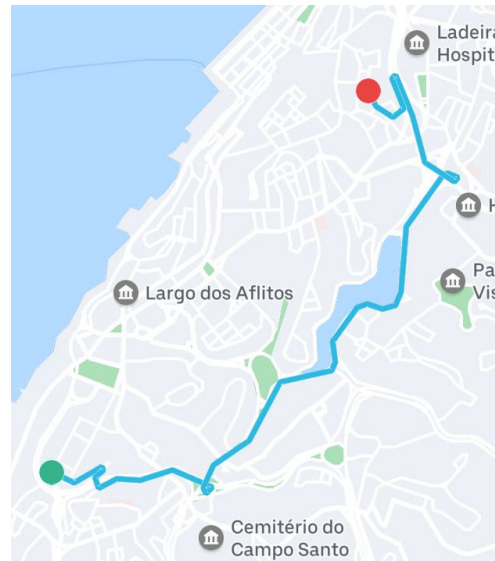 Ladeira
Hospit
H
Pa
Vis
Largo dos Aflitos
Cemitério do
Campo Santo